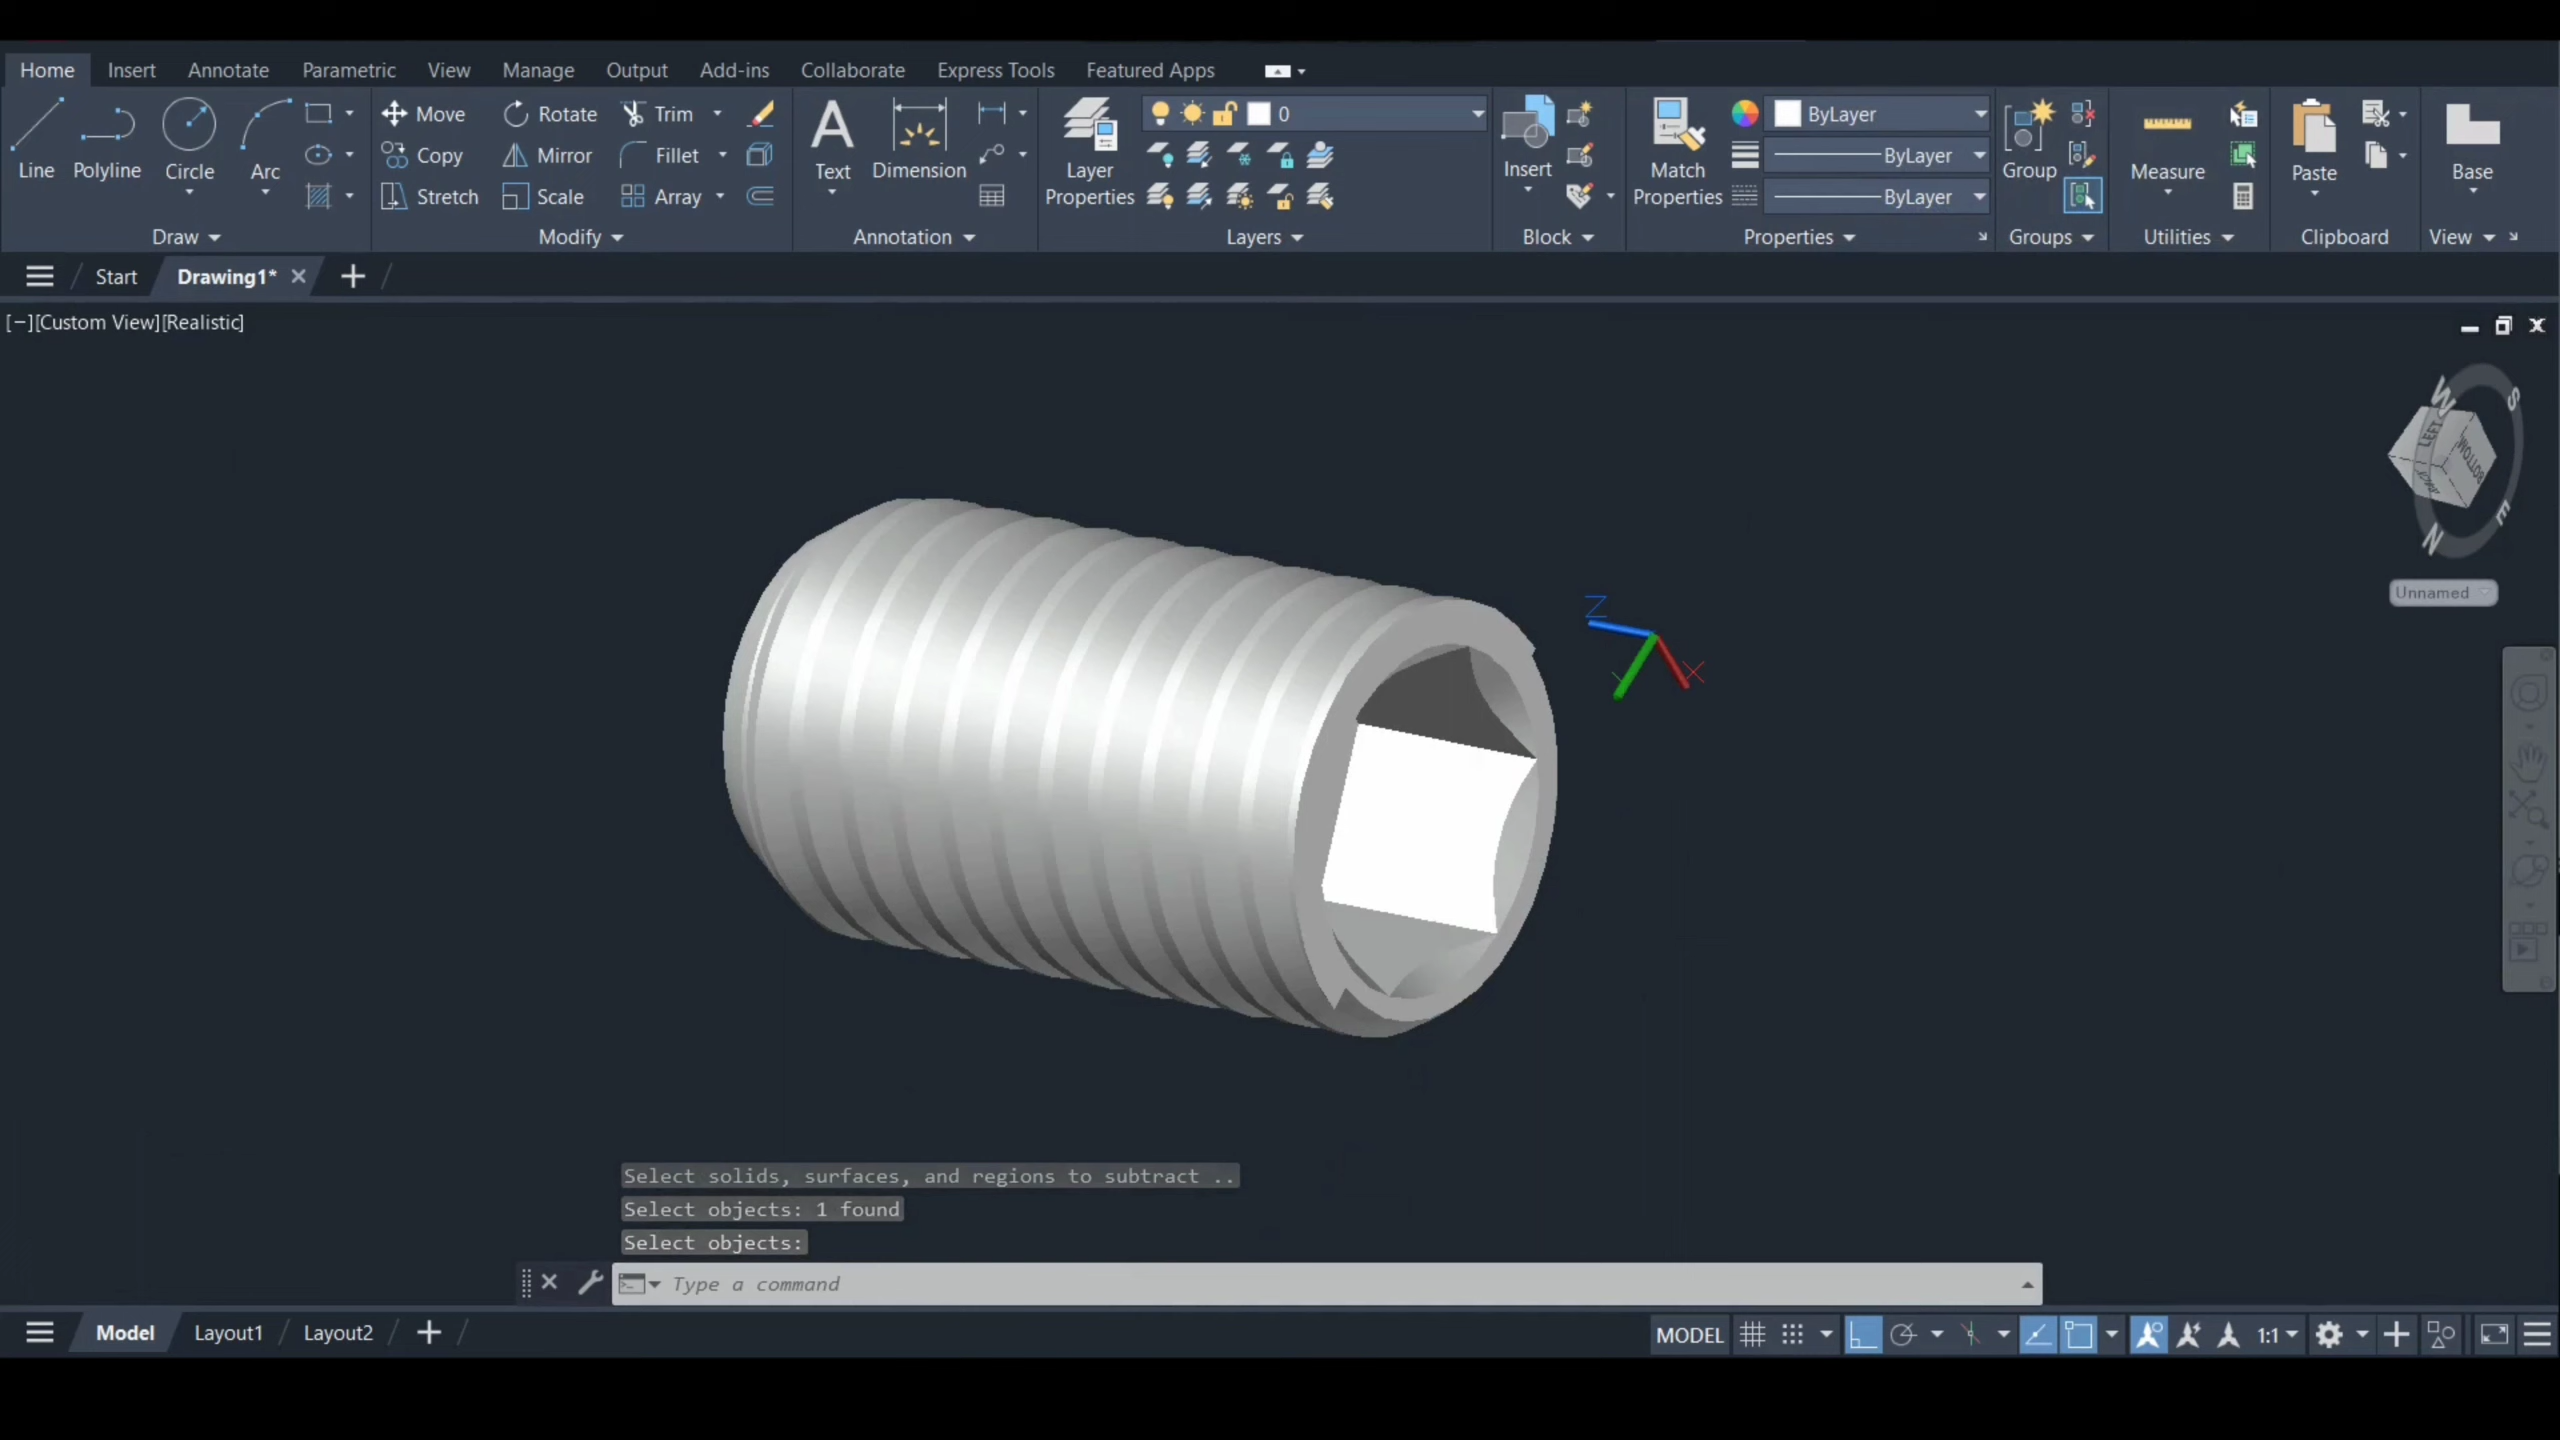 Home Insert Annotate Parametric View Manage Output Add-ins Collaborate Express Tools Featured Apps
Line Polyline Circle Arc
Move Rotate Trim
Copy Mirror Fillet
Stretch Scale Array
Text Dimension
Layer Properties
0
Insert
Match Properties
ByLayer
ByLayer
ByLayer
Group
Measure
Paste
Base
Draw Modify Annotation Layers Block Properties Groups Utilities Clipboard View
Start Drawing1*
[−][Custom View][Realistic]
W S E N
LEFT
BOTTOM
Unnamed
Z
X
Select solids, surfaces, and regions to subtract ..
Select objects: 1 found
Select objects:
Type a command
Model Layout1 Layout2
MODEL 1:1